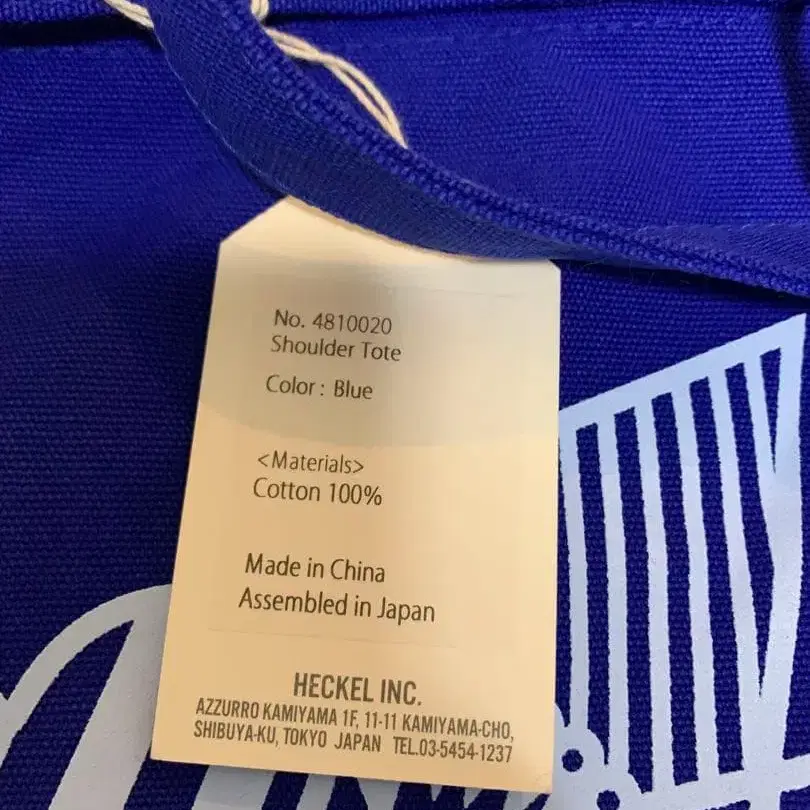 No. 4810020
Shoulder Tote
Color : Blue
<Materials>
Cotton 100%
Made in China
Assembled in Japan
HECKEL INC.
AZZURRO KAMIYAMA 1F, 11-11 KAMIYAMA-CHO,
SHIBUYA-KU, TOKYO JAPAN TEL.03-5454-1237